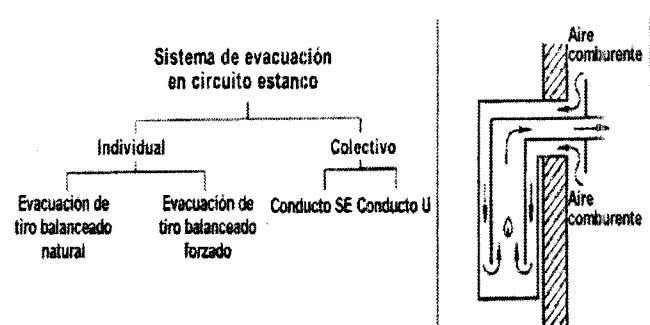 Sistema de evacuación
en circuito estanco
Individual
Colectivo
Evacuación de
tiro balanceado
natural
Evacuación de
tiro balanceado
forzado
Conducto SE
Conducto U
Aire
comburente
Aire
comburente